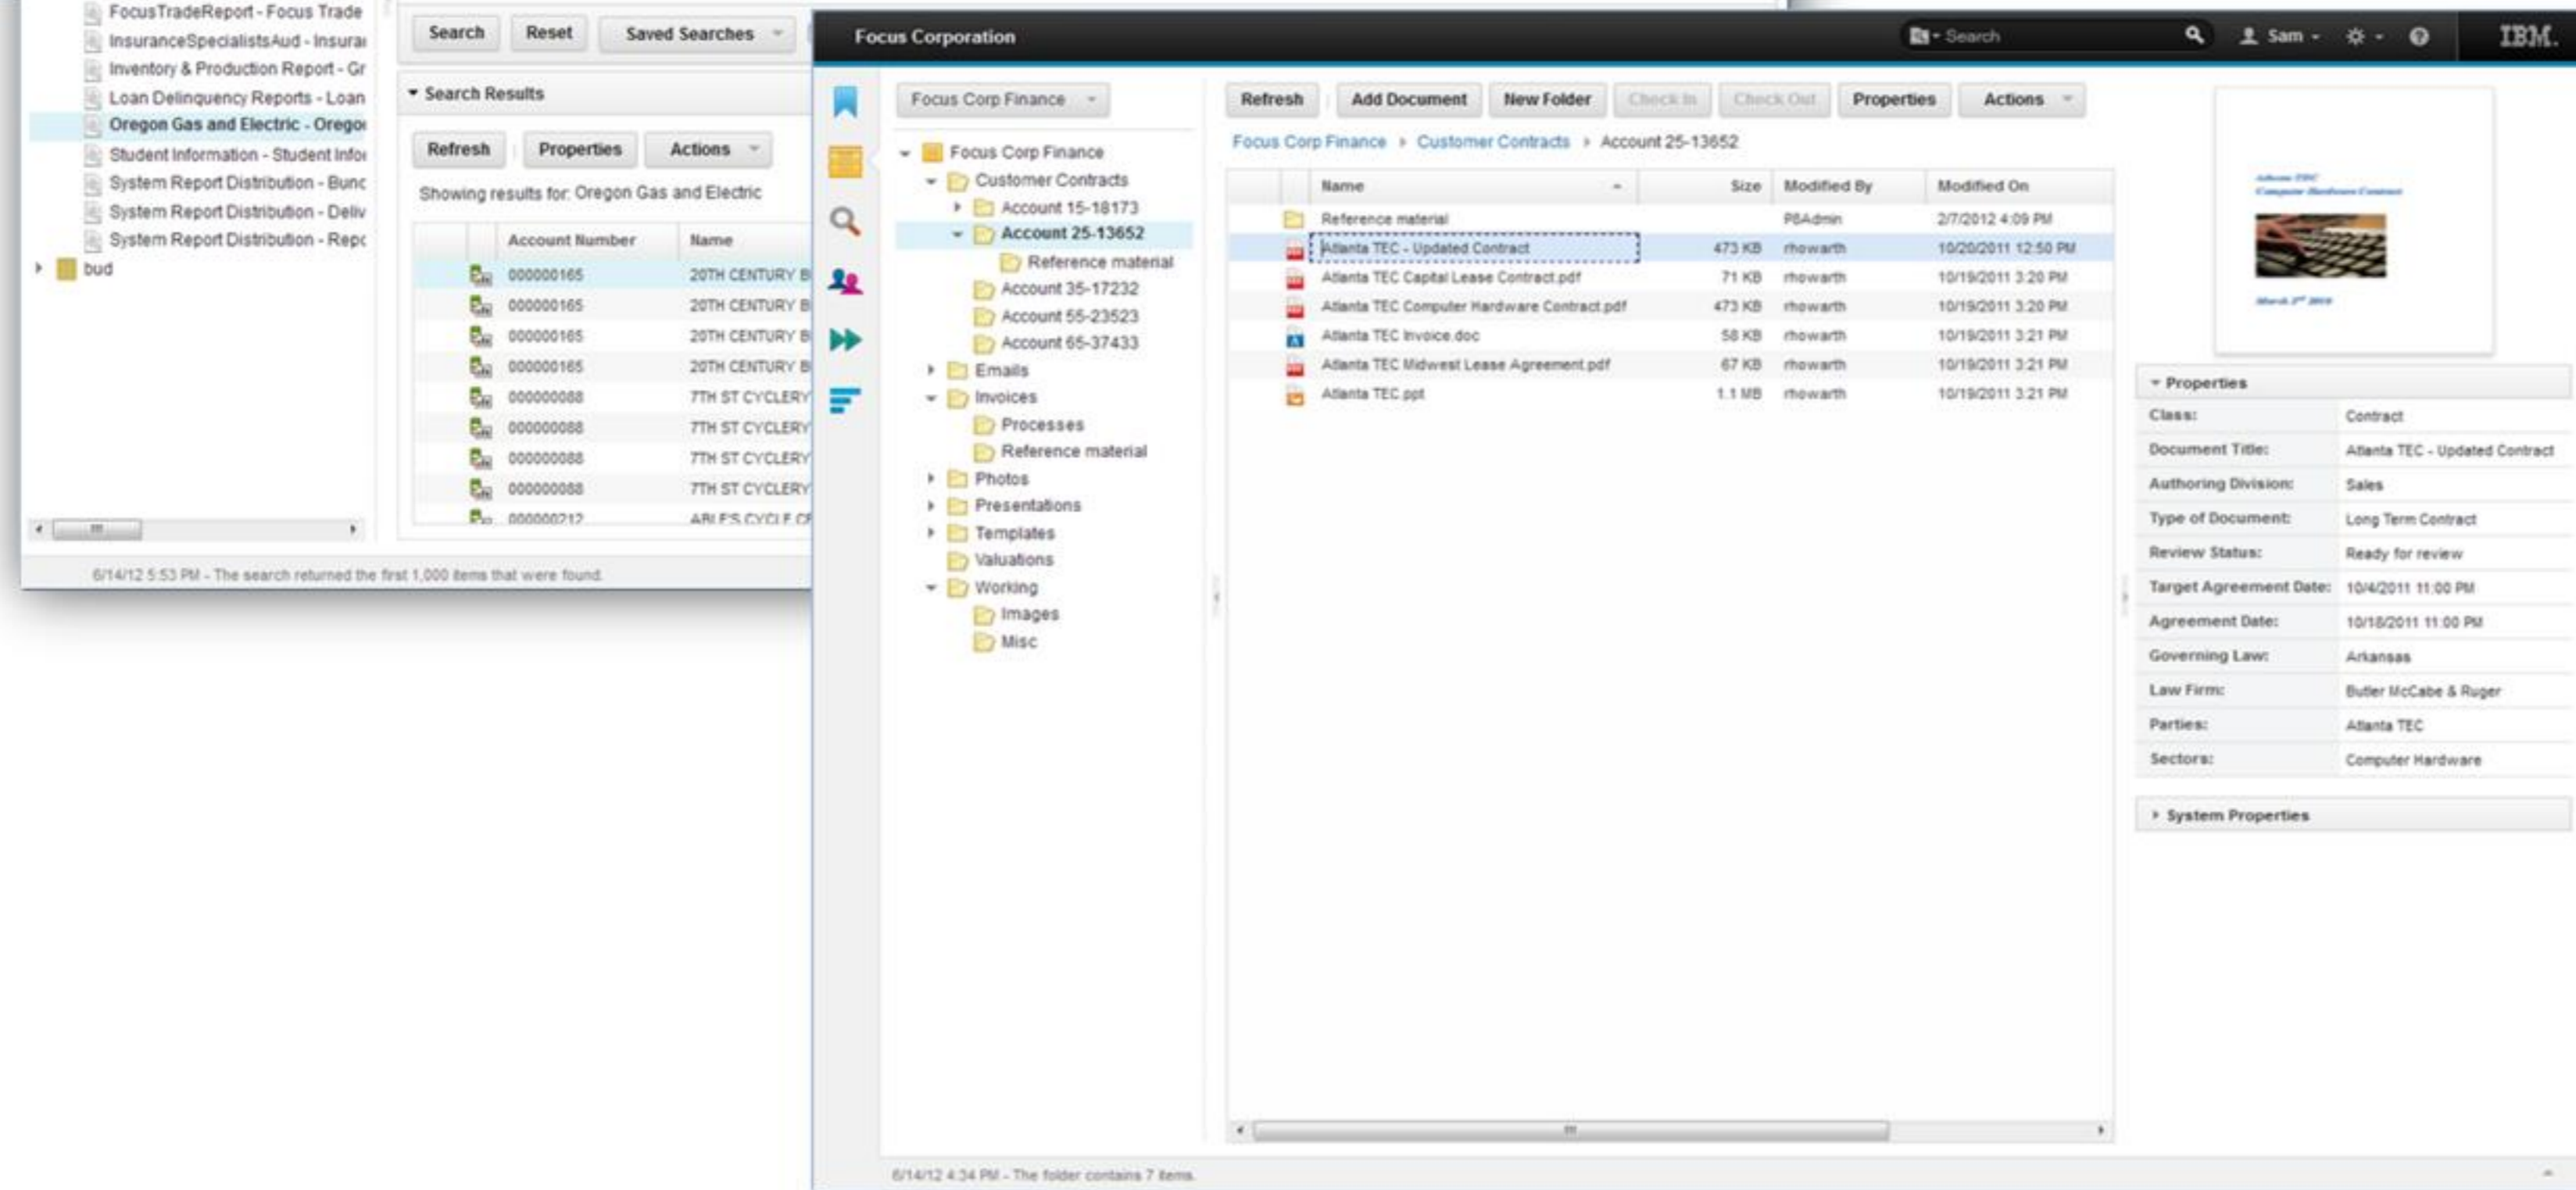 FocusTradeReport - Focus Trade
InsuranceSpecialistsAud - Insurai
Inventory & Production Report - Gr
Loan Delinquency Reports - Loan
Oregon Gas and Electric - Orego
Student Information - Student Infor
System Report Distribution - Bund
System Report Distribution - Deliv
System Report Distribution - Repo
bud
Search Reset Saved Searches
Search Results
Refresh Properties Actions
Showing results for: Oregon Gas and Electric
Account Number Name
000000165 20TH CENTURY B
000000165 20TH CENTURY B
000000165 20TH CENTURY B
000000165 20TH CENTURY B
000000088 7TH ST CYCLERY
000000088 7TH ST CYCLERY
000000088 7TH ST CYCLERY
000000088 7TH ST CYCLERY
000000212 ABLE'S CYCLE CE
6/14/12 5:53 PM - The search returned the first 1,000 items that were found.
Focus Corporation Search Sam IBM.
Focus Corp Finance
Focus Corp Finance
Customer Contracts
Account 15-18173
Account 25-13652
Reference material
Account 35-17232
Account 55-23523
Account 65-37433
Emails
Invoices
Processes
Reference material
Photos
Presentations
Templates
Valuations
Working
Images
Misc
Refresh Add Document New Folder Check In Check Out Properties Actions
Focus Corp Finance Customer Contracts Account 25-13652
Name Size Modified By Modified On
Reference material P8Admin 2/7/2012 4:09 PM
Atlanta TEC - Updated Contract 473 KB rhowarth 10/20/2011 12:50 PM
Atlanta TEC Capital Lease Contract.pdf 71 KB rhowarth 10/19/2011 3:20 PM
Atlanta TEC Computer Hardware Contract.pdf 473 KB rhowarth 10/19/2011 3:20 PM
Atlanta TEC Invoice.doc 58 KB rhowarth 10/19/2011 3:21 PM
Atlanta TEC Midwest Lease Agreement.pdf 67 KB rhowarth 10/19/2011 3:21 PM
Atlanta TEC.ppt 1.1 MB rhowarth 10/19/2011 3:21 PM
Atlanta TEC
Computer Hardware Contract
Properties
Class: Contract
Document Title: Atlanta TEC - Updated Contract
Authoring Division: Sales
Type of Document: Long Term Contract
Review Status: Ready for review
Target Agreement Date: 10/4/2011 11:00 PM
Agreement Date: 10/18/2011 11:00 PM
Governing Law: Arkansas
Law Firm: Butler McCabe & Ruger
Parties: Atlanta TEC
Sectors: Computer Hardware
System Properties
6/14/12 4:34 PM - The folder contains 7 items.